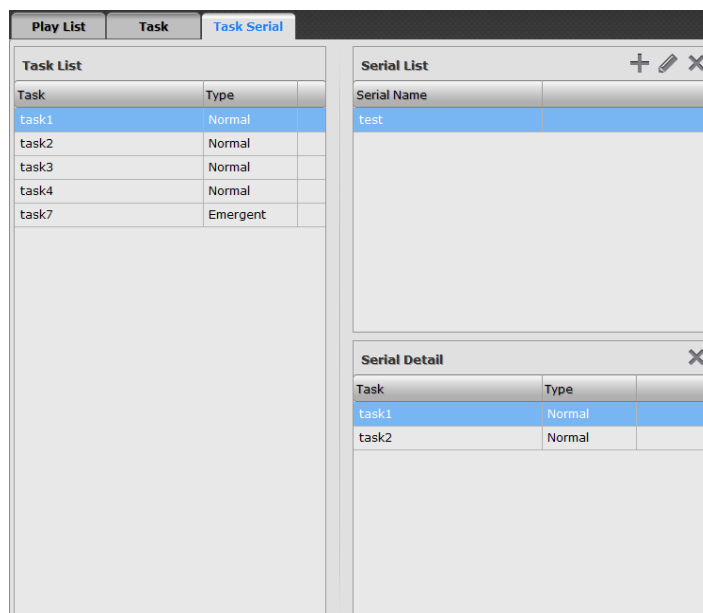 Play List Task Task Serial
Task List
Task Type
task1 Normal
task2 Normal
task3 Normal
task4 Normal
task7 Emergent
Serial List
Serial Name
test
Serial Detail
Task Type
task1 Normal
task2 Normal